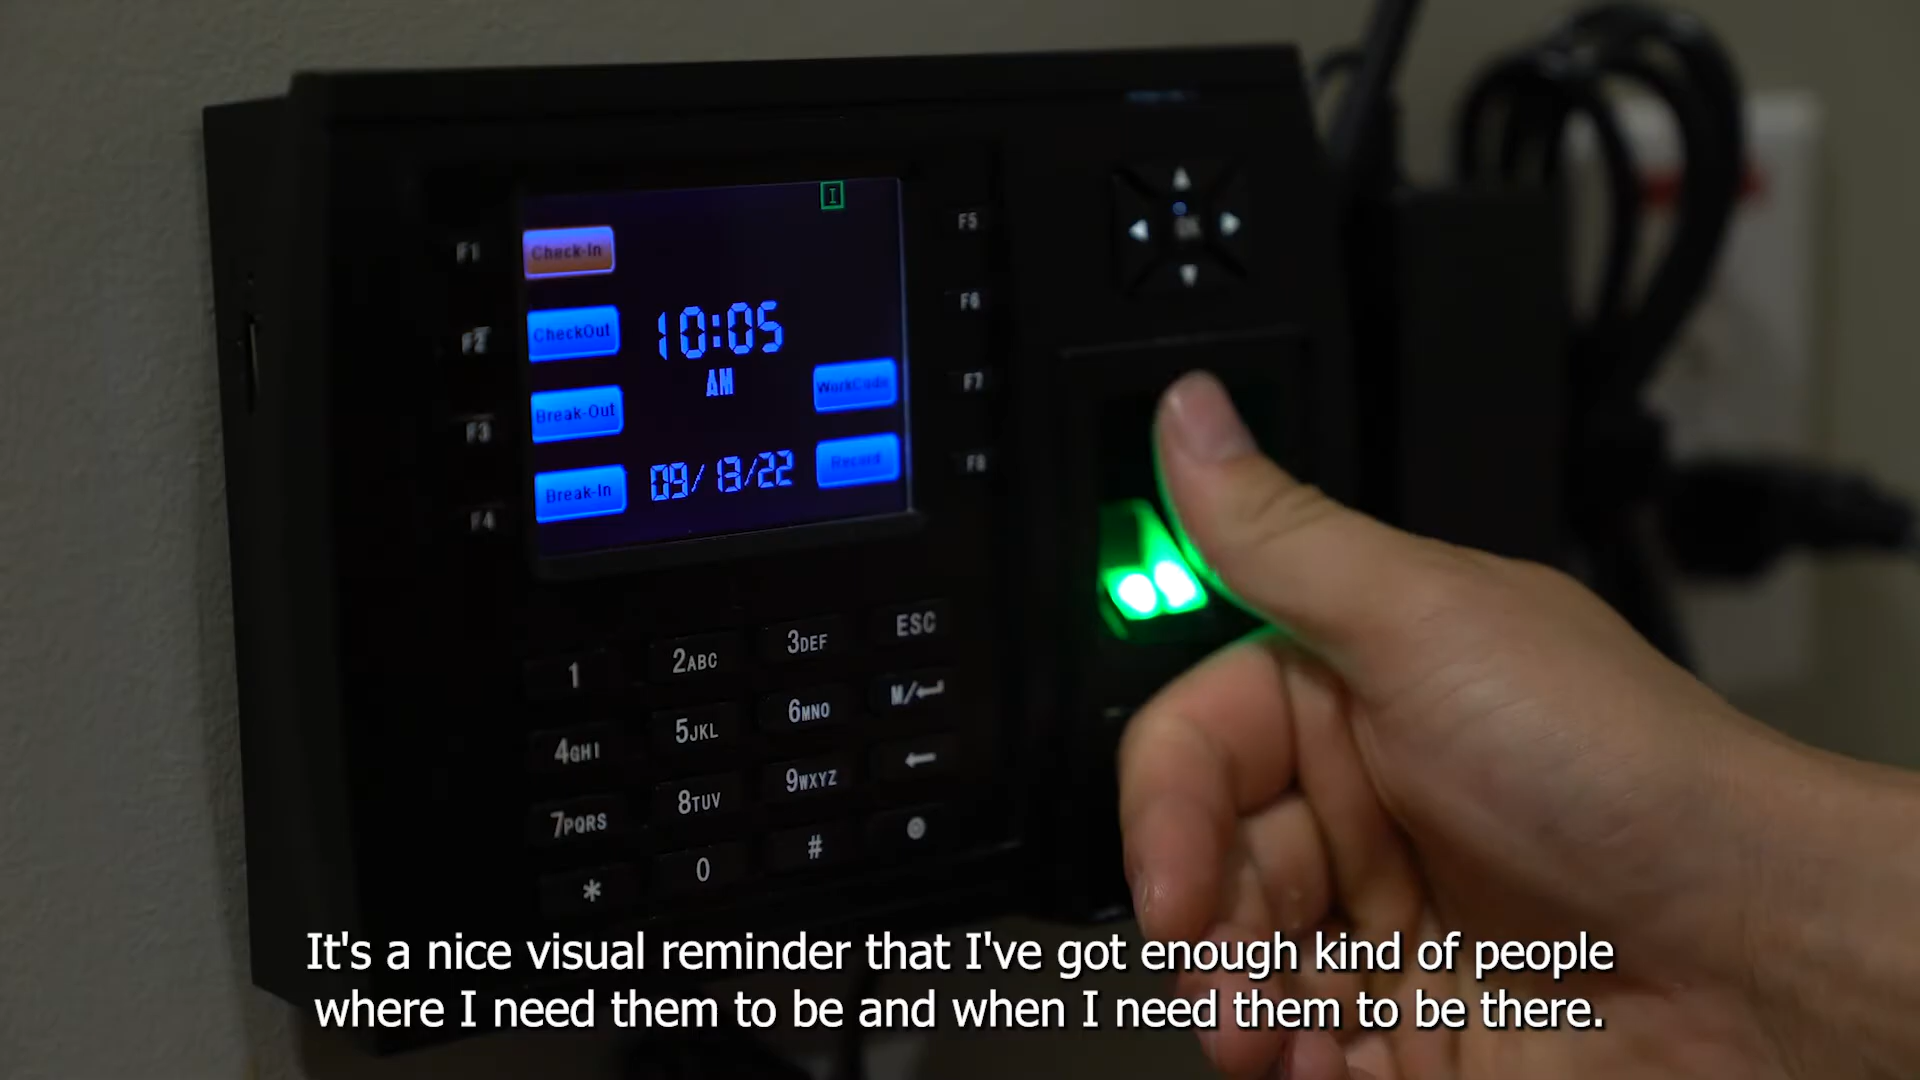 I
F1
Check-In
F5
F2
CheckOut
10:05
F6
AM
F3
Break-Out
WorkCode
F7
F4
Break-In
09/13/22
Record
F8
OK
1
2ABC
3DEF
ESC
4GHI
5JKL
6MNO
M/
7PQRS
8TUV
9WXYZ
*
0
#
It's a nice visual reminder that I've got enough kind of people
where I need them to be and when I need them to be there.